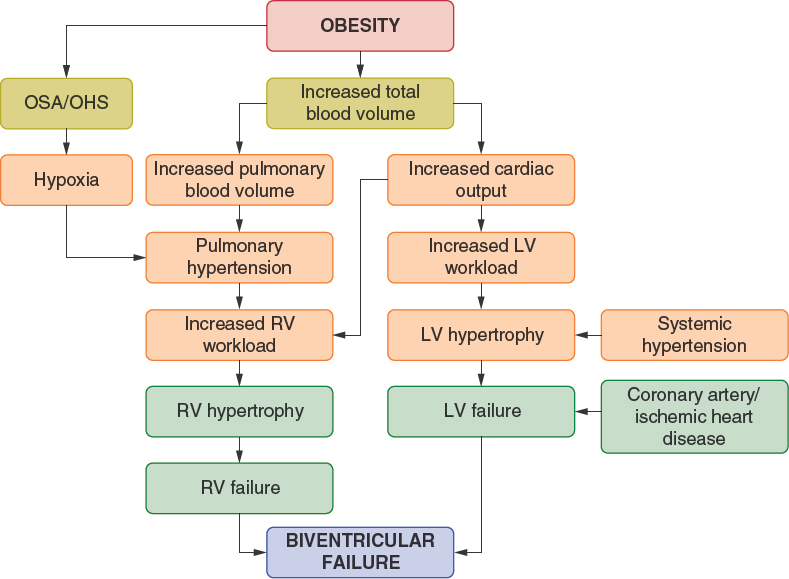 OBESITY
OSA/OHS
Increased total
blood volume
Hypoxia
Increased pulmonary
blood volume
Increased cardiac
output
Pulmonary
hypertension
Increased LV
workload
Increased RV
workload
LV hypertrophy
Systemic
hypertension
RV hypertrophy
LV failure
Coronary artery/
ischemic heart
disease
RV failure
BIVENTRICULAR
FAILURE